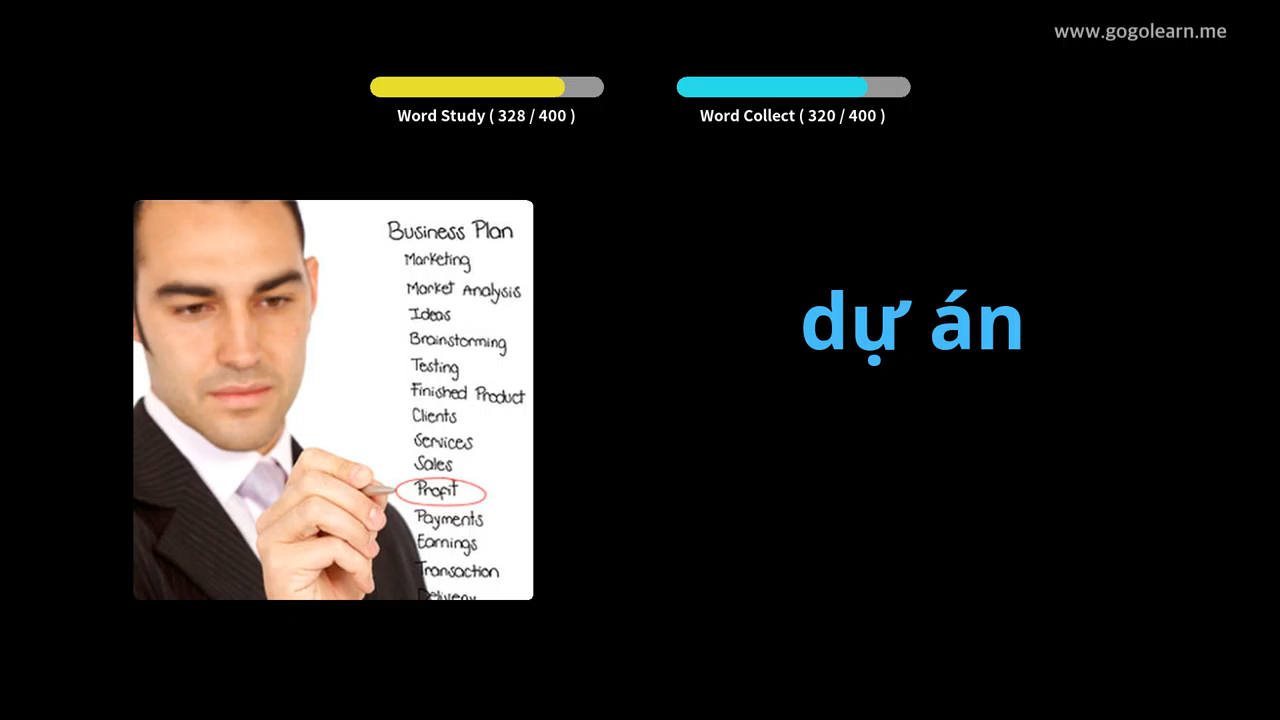 www.gogolearn.me
Word Study ( 328 / 400 )
Word Collect ( 320 / 400 )
Business Plan
Marketing
Market Analysis
Ideas
Brainstorming
Testing
Finished Product
Clients
Services
Sales
Profit
Payments
Earnings
Transaction
Delivery
dự án